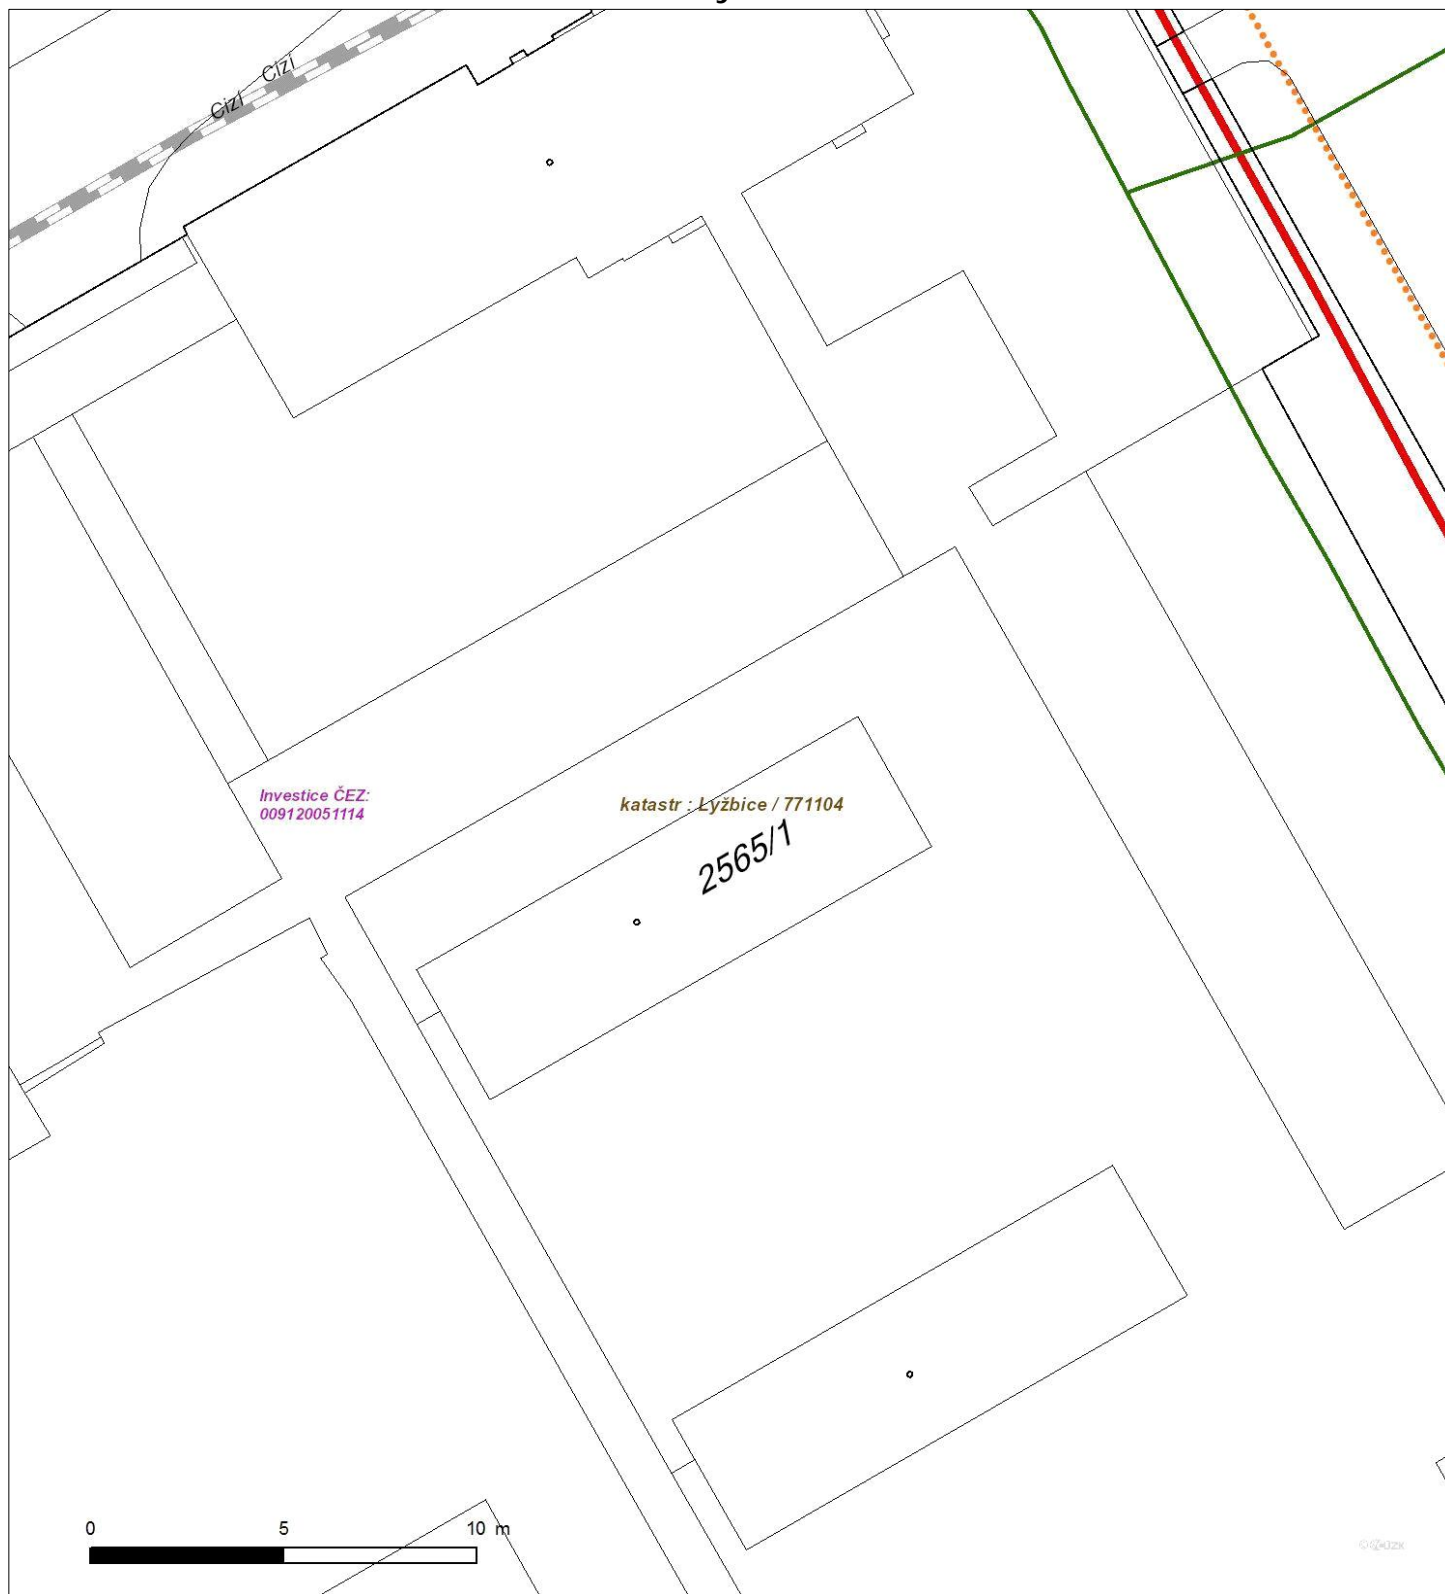 Cizí
Cizí
Investice ČEZ:
009120051114
katastr : Lyžbice / 771104
2565/1
0 5 10 m